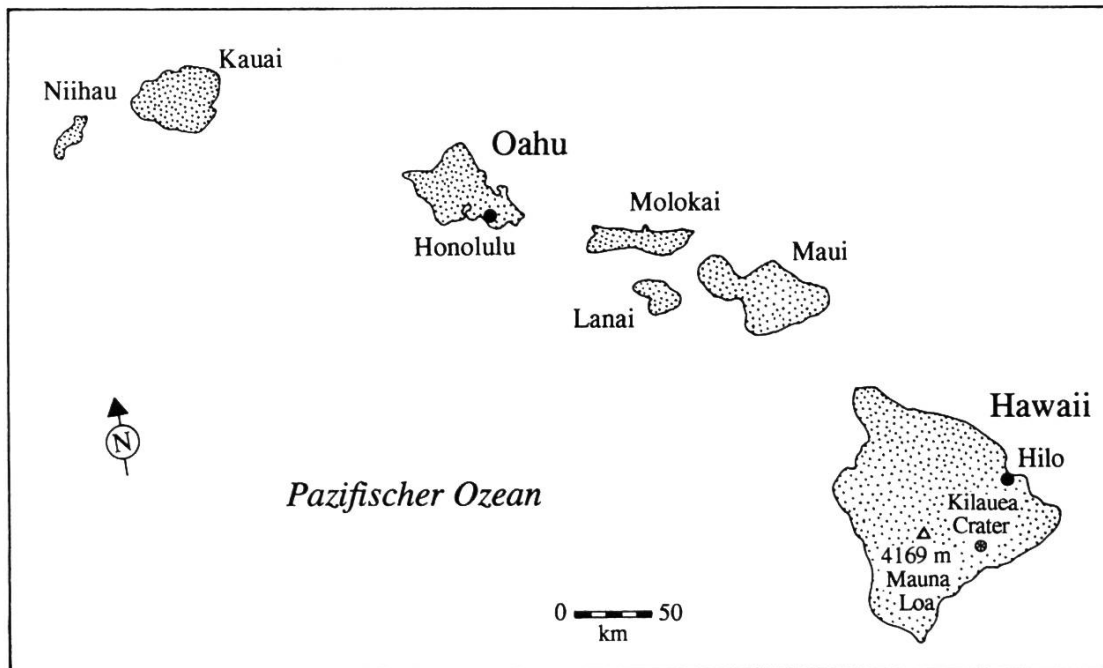 Kauai
Niihau
Oahu
Honolulu
Molokai
Maui
Lanai
Hawaii
Hilo
Kilauea
Crater
4169 m
Mauna
Loa
N
Pazifischer Ozean
0 50
km